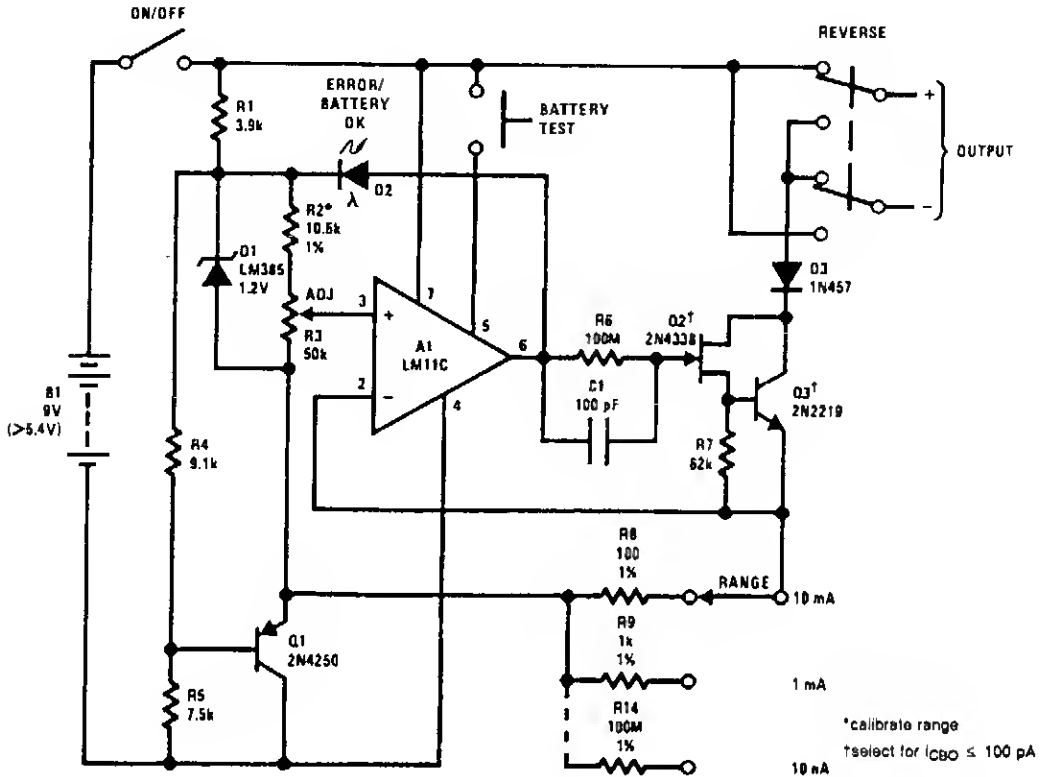 ON/OFF
REVERSE
R1
3.9k
ERROR/
BATTERY
OK
BATTERY
TEST
+
OUTPUT
−
λ
D2
R2*
10.5k
1%
D1
LM385
1.2V
ADJ
R3
50k
3
+
7
5
A1
LM11C
6
2
−
4
R6
100M
C1
100 pF
Q2†
2N4338
D3
1N457
Q3†
2N2219
B1
9V
(>5.4V)
R4
9.1k
R7
62k
R8
100
1%
RANGE
10 mA
R9
1k
1%
1 mA
Q1
2N4250
R5
7.5k
R14
100M
1%
10 nA
*calibrate range
†select for ICBO ≤ 100 pA